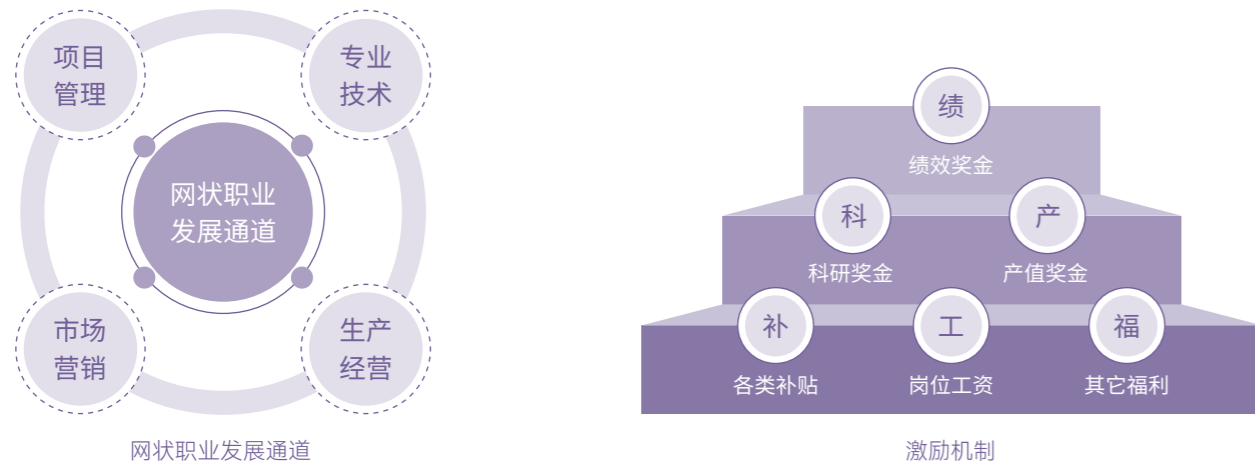 项目
管理
专业
技术
网状职业
发展通道
市场
营销
生产
经营
网状职业发展通道
绩
绩效奖金
科
产
科研奖金
产值奖金
补
工
福
各类补贴
岗位工资
其它福利
激励机制